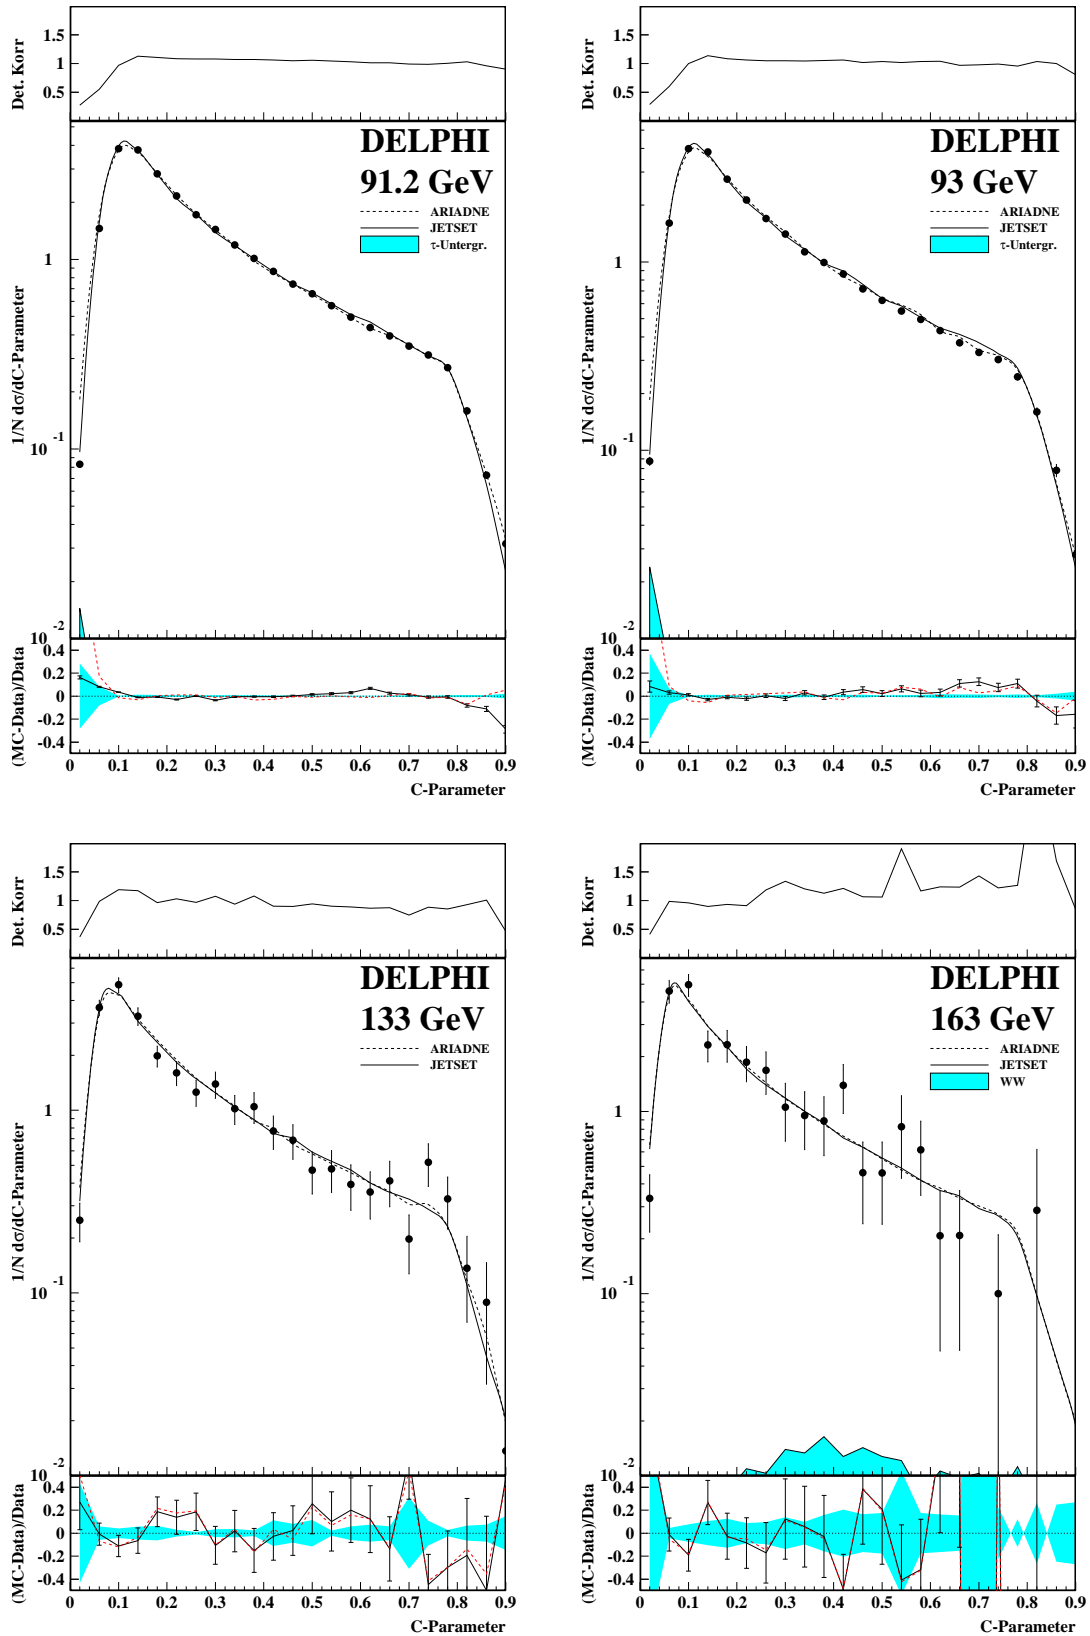 Det. Korr
1.5
1
0.5
DELPHI
91.2 GeV
ARIADNE
JETSET
τ-Untergr.
1/N dσ/dC-Parameter
1
10 -1
10 -2
(MC-Data)/Data
0.4
0.2
0
-0.2
-0.4
0 0.1 0.2 0.3 0.4 0.5 0.6 0.7 0.8 0.9
C-Parameter
Det. Korr
1.5
1
0.5
DELPHI
93 GeV
ARIADNE
JETSET
τ-Untergr.
1/N dσ/dC-Parameter
1
10 -1
10 -2
(MC-Data)/Data
0.4
0.2
0
-0.2
-0.4
0 0.1 0.2 0.3 0.4 0.5 0.6 0.7 0.8 0.9
C-Parameter
Det. Korr
1.5
1
0.5
DELPHI
133 GeV
ARIADNE
JETSET
1/N dσ/dC-Parameter
1
10 -1
10 -2
(MC-Data)/Data
0.4
0.2
0
-0.2
-0.4
0 0.1 0.2 0.3 0.4 0.5 0.6 0.7 0.8 0.9
C-Parameter
Det. Korr
1.5
1
0.5
DELPHI
163 GeV
ARIADNE
JETSET
WW
1/N dσ/dC-Parameter
1
10 -1
10 -2
(MC-Data)/Data
0.4
0.2
0
-0.2
-0.4
0 0.1 0.2 0.3 0.4 0.5 0.6 0.7 0.8 0.9
C-Parameter